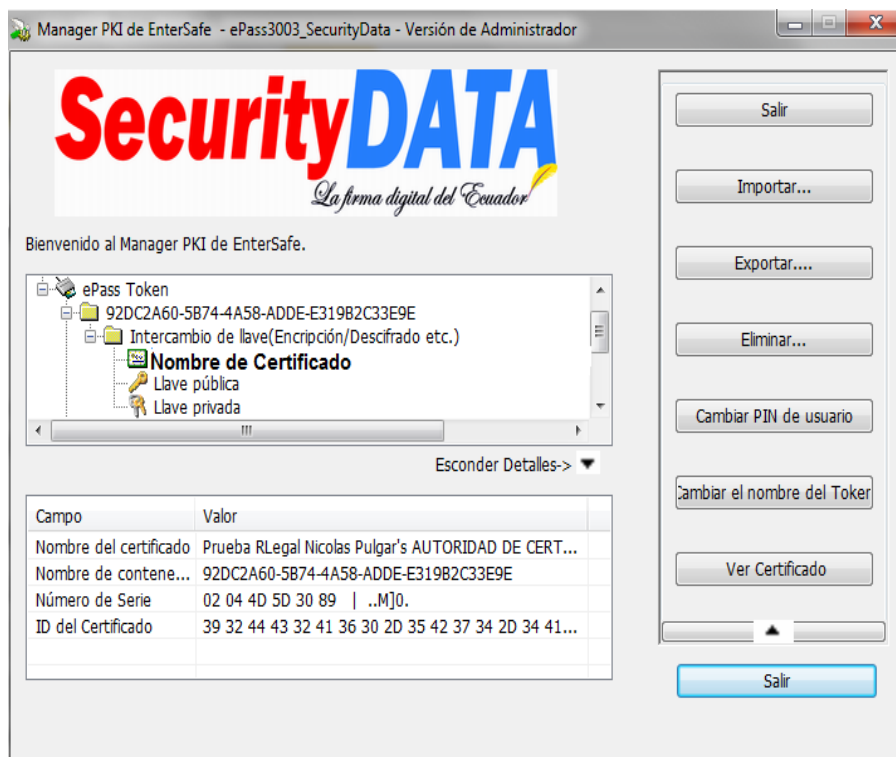 Manager PKI de EnterSafe - ePass3003_SecurityData - Versión de Administrador
SecurityDATA
La firma digital del Ecuador
Bienvenido al Manager PKI de EnterSafe.
ePass Token
92DC2A60-5B74-4A58-ADDE-E319B2C33E9E
Intercambio de llave(Encripción/Descifrado etc.)
Nombre de Certificado
Llave pública
Llave privada
Esconder Detalles->
Campo Valor
Nombre del certificado Prueba RLegal Nicolas Pulgar's AUTORIDAD DE CERT...
Nombre de contene... 92DC2A60-5B74-4A58-ADDE-E319B2C33E9E
Número de Serie 02 04 4D 5D 30 89 | ..M]0.
ID del Certificado 39 32 44 43 32 41 36 30 2D 35 42 37 34 2D 34 41...
Salir
Importar...
Exportar....
Eliminar...
Cambiar PIN de usuario
Cambiar el nombre del Token
Ver Certificado
Salir